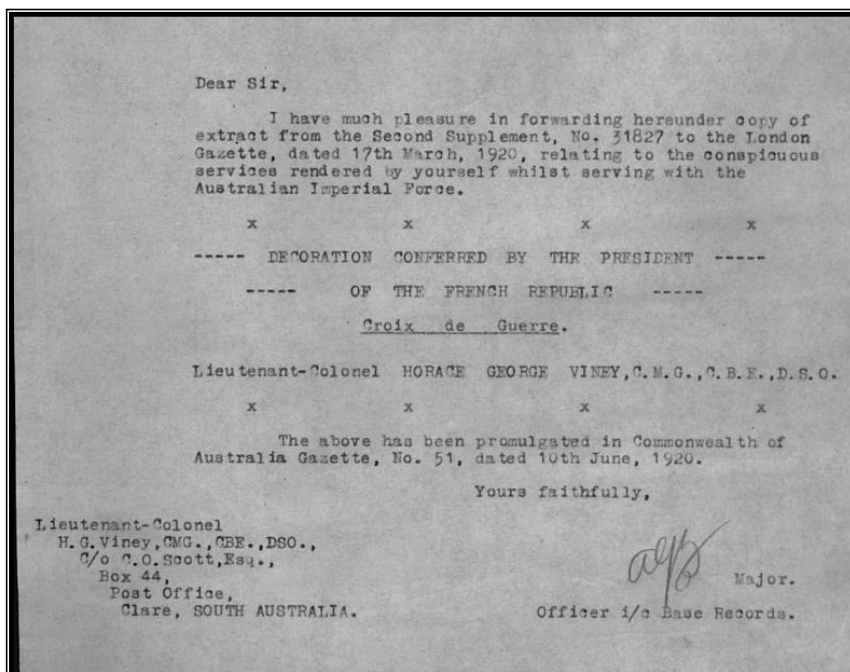 Dear Sir,
I have much pleasure in forwarding hereunder copy of
extract from the Second Supplement, No. 31827 to the London
Gazette, dated 17th March, 1920, relating to the conspicuous
services rendered by yourself whilst serving with the
Australian Imperial Force.
x x x x
----- DECORATION CONFERRED BY THE PRESIDENT -----
----- OF THE FRENCH REPUBLIC -----
Croix de Guerre.
Lieutenant-Colonel HORACE GEORGE VINEY, C.M.G., C.B.E., D.S.O.
x x x x
The above has been promulgated in Commonwealth of
Australia Gazette, No. 51, dated 10th June, 1920.
Yours faithfully,
Lieutenant-Colonel
H.G.Viney,CMG.,CBE.,DSO.,
C/o C.O.Scott,Esq.,
Box 44,
Post Office,
Clare, SOUTH AUSTRALIA.
Major.
Officer i/c Base Records.